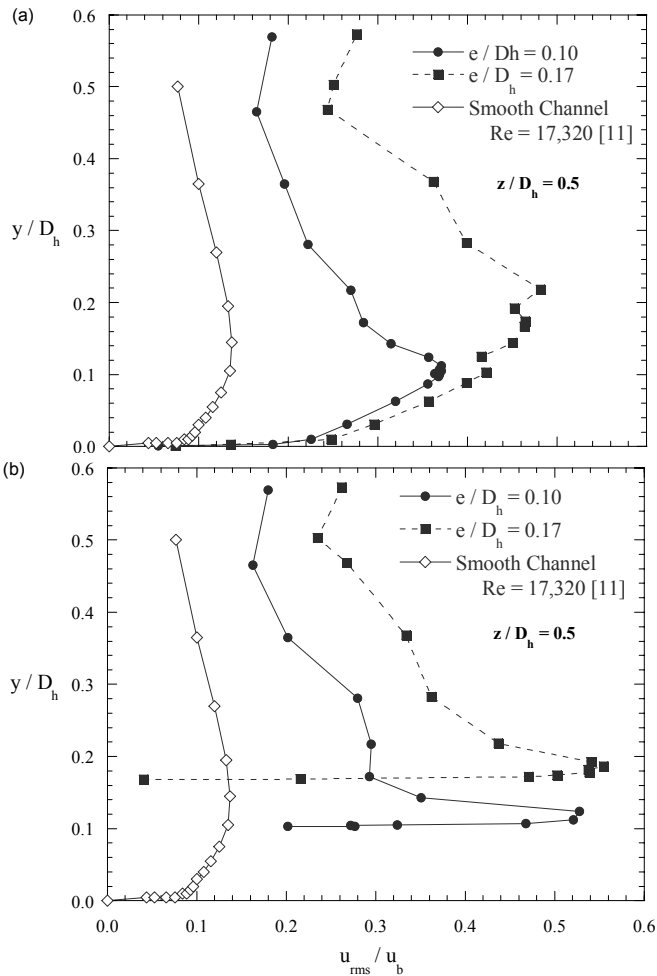 (a)
0.6
0.5
0.4
0.3
0.2
0.1
0.0
y / D_h
e / Dh = 0.10
e / D_h = 0.17
Smooth Channel
Re = 17,320 [11]
z / D_h = 0.5
(b)
0.6
0.5
0.4
0.3
0.2
0.1
0.0
y / D_h
e / D_h = 0.10
e / D_h = 0.17
Smooth Channel
Re = 17,320 [11]
z / D_h = 0.5
0.0 0.1 0.2 0.3 0.4 0.5 0.6
u_rms / u_b